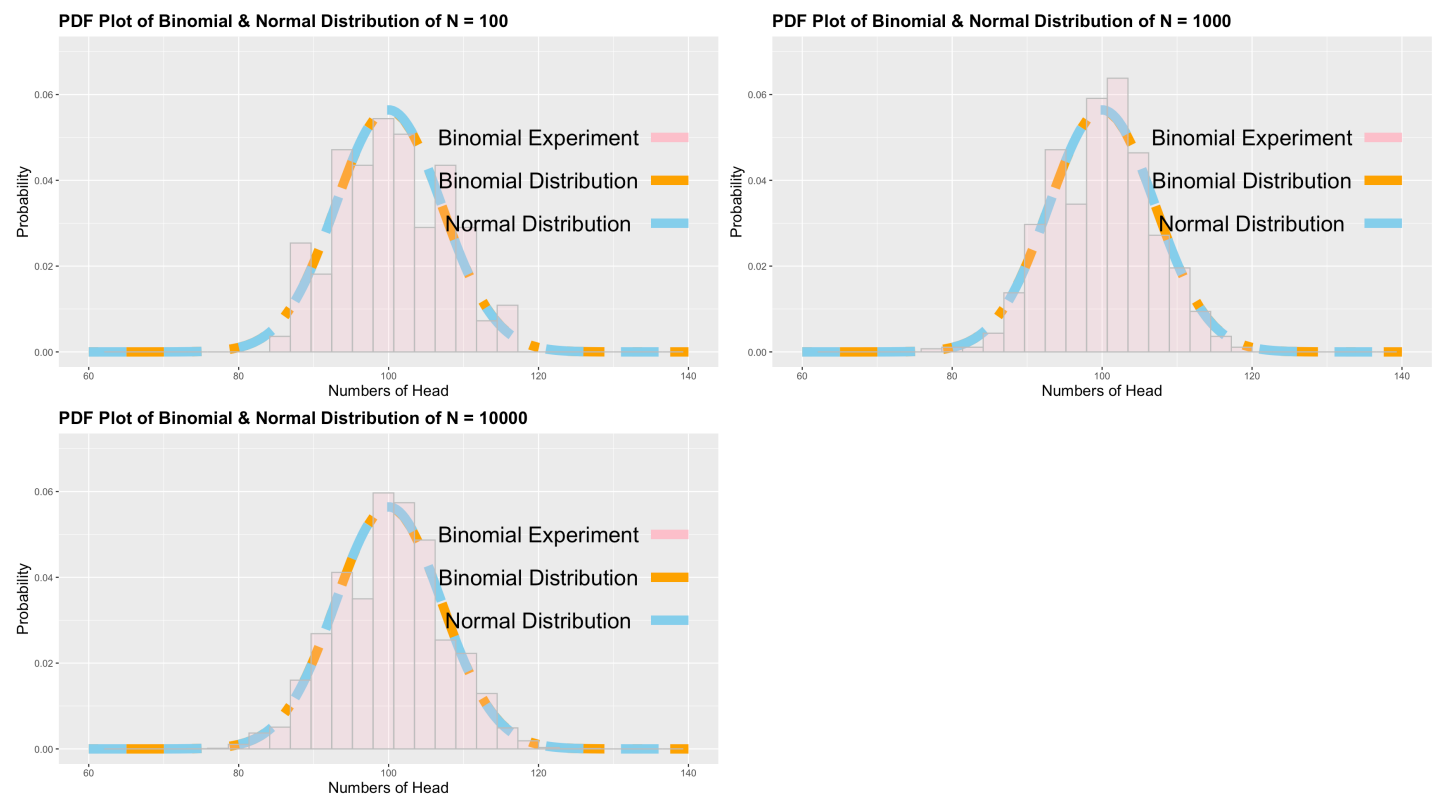 PDF Plot of Binomial & Normal Distribution of N = 100
0.06
0.04
0.02
0.00
Probability
Binomial Experiment
Binomial Distribution
Normal Distribution
60 80 100 120 140
Numbers of Head
PDF Plot of Binomial & Normal Distribution of N = 1000
0.06
0.04
0.02
0.00
Probability
Binomial Experiment
Binomial Distribution
Normal Distribution
60 80 100 120 140
Numbers of Head
PDF Plot of Binomial & Normal Distribution of N = 10000
0.06
0.04
0.02
0.00
Probability
Binomial Experiment
Binomial Distribution
Normal Distribution
60 80 100 120 140
Numbers of Head